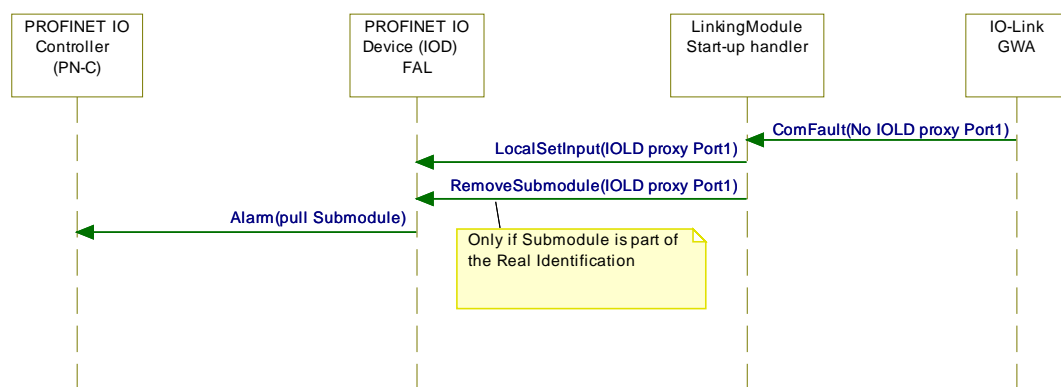 PROFINET IO
Controller
(PN-C)
PROFINET IO
Device (IOD)
FAL
LinkingModule
Start-up handler
IO-Link
GWA
ComFault(No IOLD proxy Port1)
LocalSetInput(IOLD proxy Port1)
RemoveSubmodule(IOLD proxy Port1)
Alarm(pull Submodule)
Only if Submodule is part of
the Real Identification